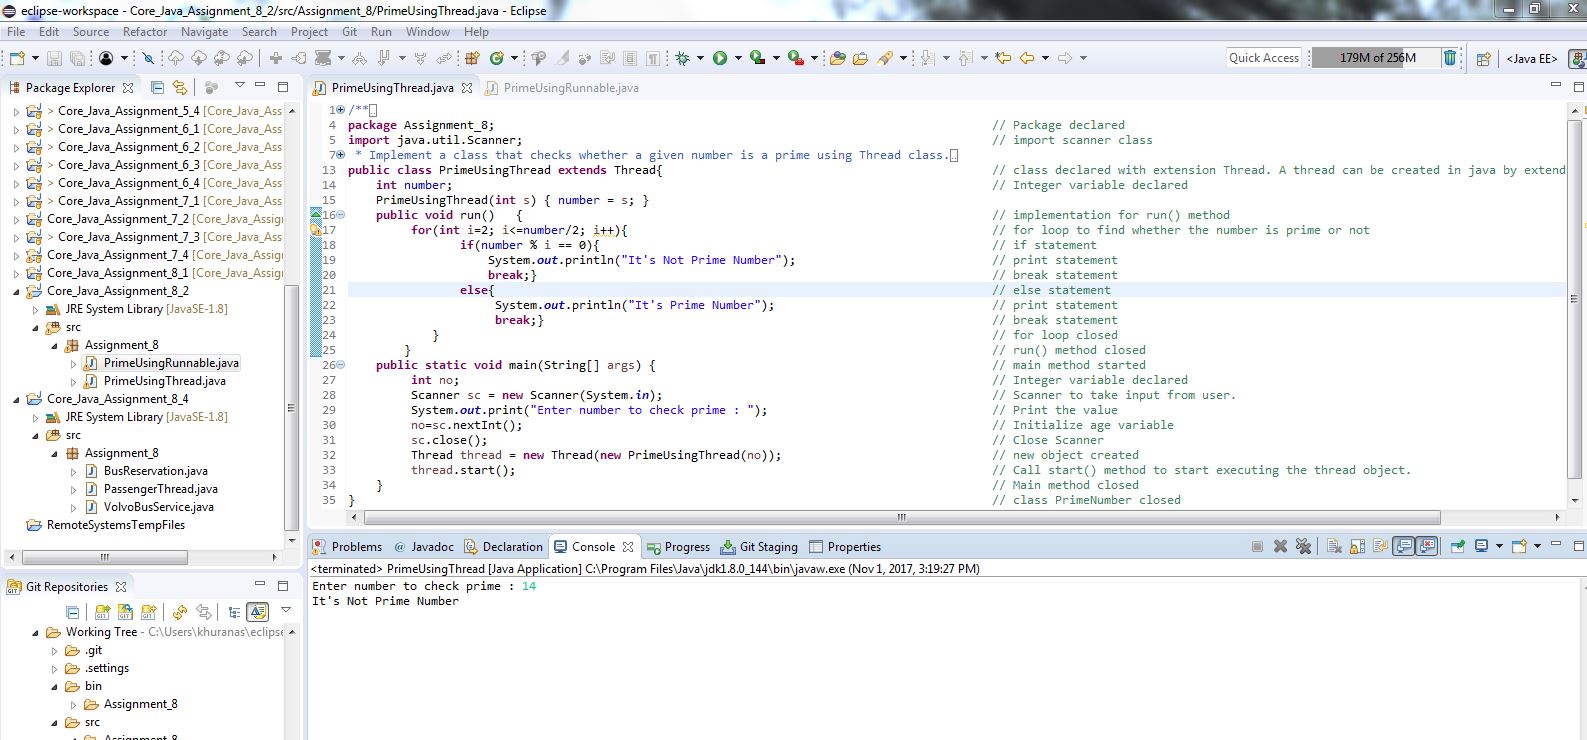 eclipse-workspace - Core_Java_Assignment_8_2/src/Assignment_8/PrimeUsingThread.java - Eclipse
File Edit Source Refactor Navigate Search Project Git Run Window Help
Quick Access 179M of 256M <Java EE>
Package Explorer
> Core_Java_Assignment_5_4 [Core_Java_Ass
> Core_Java_Assignment_6_1 [Core_Java_Ass
> Core_Java_Assignment_6_2 [Core_Java_Ass
> Core_Java_Assignment_6_3 [Core_Java_Ass
> Core_Java_Assignment_6_4 [Core_Java_Ass
> Core_Java_Assignment_7_1 [Core_Java_Ass
Core_Java_Assignment_7_2 [Core_Java_Assig
> Core_Java_Assignment_7_3 [Core_Java_Ass
Core_Java_Assignment_7_4 [Core_Java_Assig
Core_Java_Assignment_8_1 [Core_Java_Assig
Core_Java_Assignment_8_2
JRE System Library [JavaSE-1.8]
src
Assignment_8
PrimeUsingRunnable.java
PrimeUsingThread.java
Core_Java_Assignment_8_4
JRE System Library [JavaSE-1.8]
src
Assignment_8
BusReservation.java
PassengerThread.java
VolvoBusService.java
RemoteSystemsTempFiles
Git Repositories
Working Tree - C:\Users\khuranas\eclipse
.git
.settings
bin
Assignment_8
src
Assignment_8
PrimeUsingThread.java PrimeUsingRunnable.java
1 /**
4 package Assignment_8; // Package declared
5 import java.util.Scanner; // import scanner class
7 * Implement a class that checks whether a given number is a prime using Thread class.
13 public class PrimeUsingThread extends Thread{ // class declared with extension Thread. A thread can be created in java by extend
14 int number; // Integer variable declared
15 PrimeUsingThread(int s) { number = s; }
16 public void run() { // implementation for run() method
17 for(int i=2; i<=number/2; i++){ // for loop to find whether the number is prime or not
18 if(number % i == 0){ // if statement
19 System.out.println("It's Not Prime Number"); // print statement
20 break;} // break statement
21 else{ // else statement
22 System.out.println("It's Prime Number"); // print statement
23 break;} // break statement
24 } // for loop closed
25 } // run() method closed
26 public static void main(String[] args) { // main method started
27 int no; // Integer variable declared
28 Scanner sc = new Scanner(System.in); // Scanner to take input from user.
29 System.out.print("Enter number to check prime : "); // Print the value
30 no=sc.nextInt(); // Initialize age variable
31 sc.close(); // Close Scanner
32 Thread thread = new Thread(new PrimeUsingThread(no)); // new object created
33 thread.start(); // Call start() method to start executing the thread object.
34 } // Main method closed
35 } // class PrimeNumber closed
Problems @ Javadoc Declaration Console Progress Git Staging Properties
<terminated> PrimeUsingThread [Java Application] C:\Program Files\Java\jdk1.8.0_144\bin\javaw.exe (Nov 1, 2017, 3:19:27 PM)
Enter number to check prime : 14
It's Not Prime Number